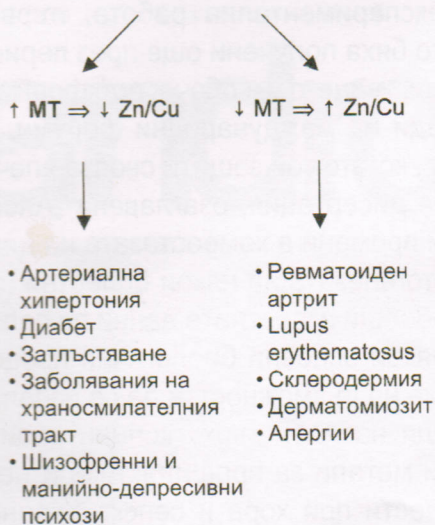 ↑ MT ⇒ ↓ Zn/Cu
↓ MT ⇒ ↑ Zn/Cu
• Артериална
хипертония
• Диабет
• Затлъстяване
• Заболявания на
храносмилателния
тракт
• Шизофренни и
манийно-депресивни
психози
• Ревматоиден
артрит
• Lupus
erythematosus
• Склеродермия
• Дерматомиозит
• Алергии